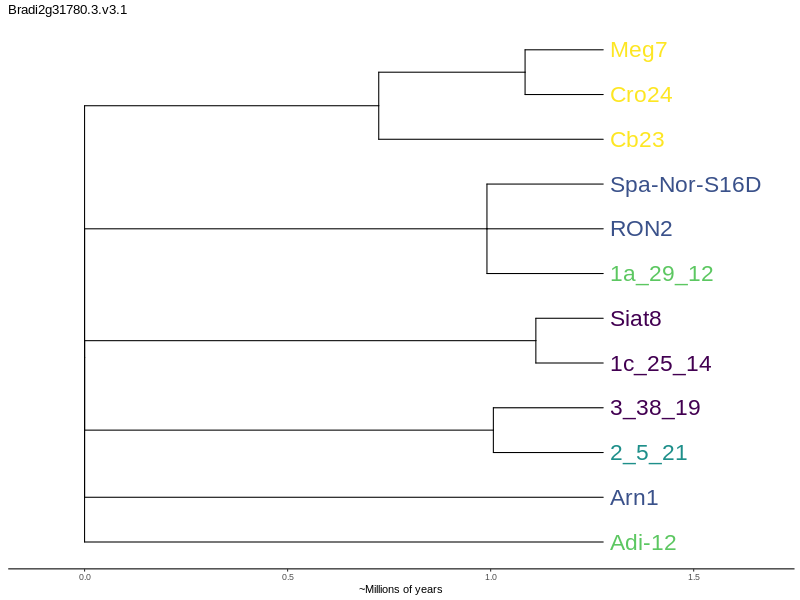 Bradi2g31780.3.v3.1
Meg7
Cro24
Cb23
Spa-Nor-S16D
RON2
1a_29_12
Siat8
1c_25_14
3_38_19
2_5_21
Arn1
Adi-12
0.0 0.5 1.0 1.5
~Millions of years